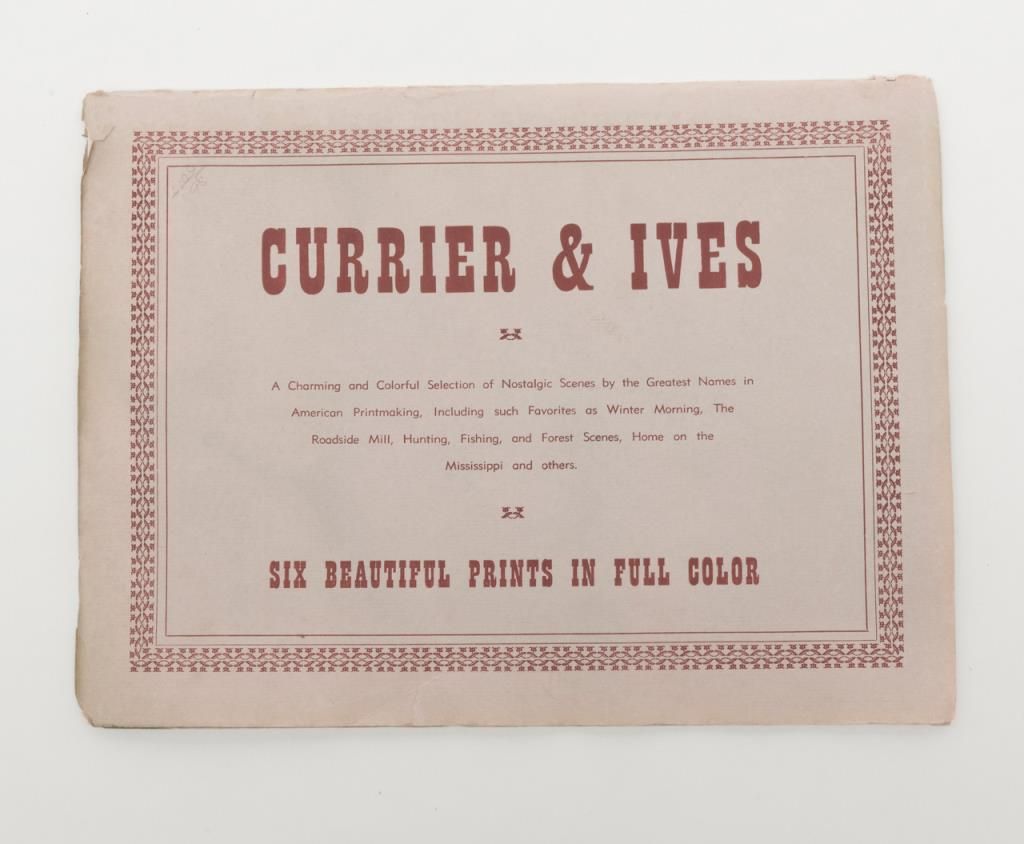 CURRIER & IVES
A Charming and Colorful Selection of Nostalgic Scenes by the Greatest Names in
American Printmaking, Including such Favorites as Winter Morning, The
Roadside Mill, Hunting, Fishing, and Forest Scenes, Home on the
Mississippi and others.
SIX BEAUTIFUL PRINTS IN FULL COLOR